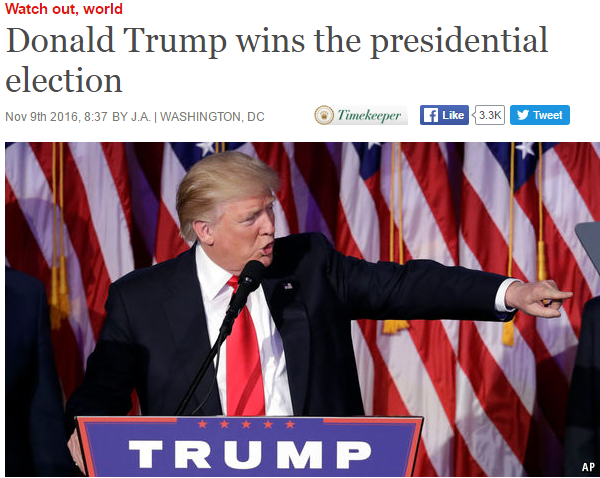 Watch out, world
Donald Trump wins the presidential
election
Nov 9th 2016, 8:37 BY J.A. | WASHINGTON, DC
Timekeeper
Like
3.3K
Tweet
TRUMP
AP